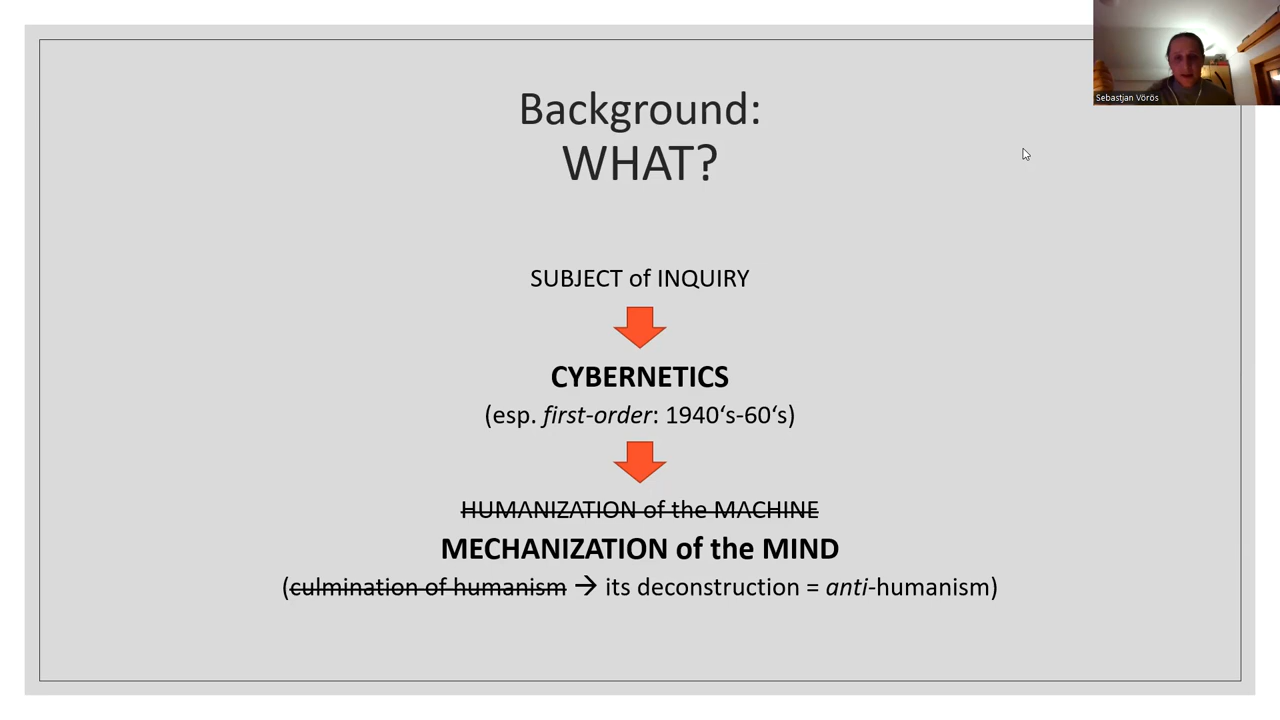 Sebastjan Vörös
Background:
WHAT?
SUBJECT of INQUIRY
CYBERNETICS
(esp. first-order: 1940‘s-60‘s)
HUMANIZATION of the MACHINE
MECHANIZATION of the MIND
(culmination of humanism → its deconstruction = anti-humanism)